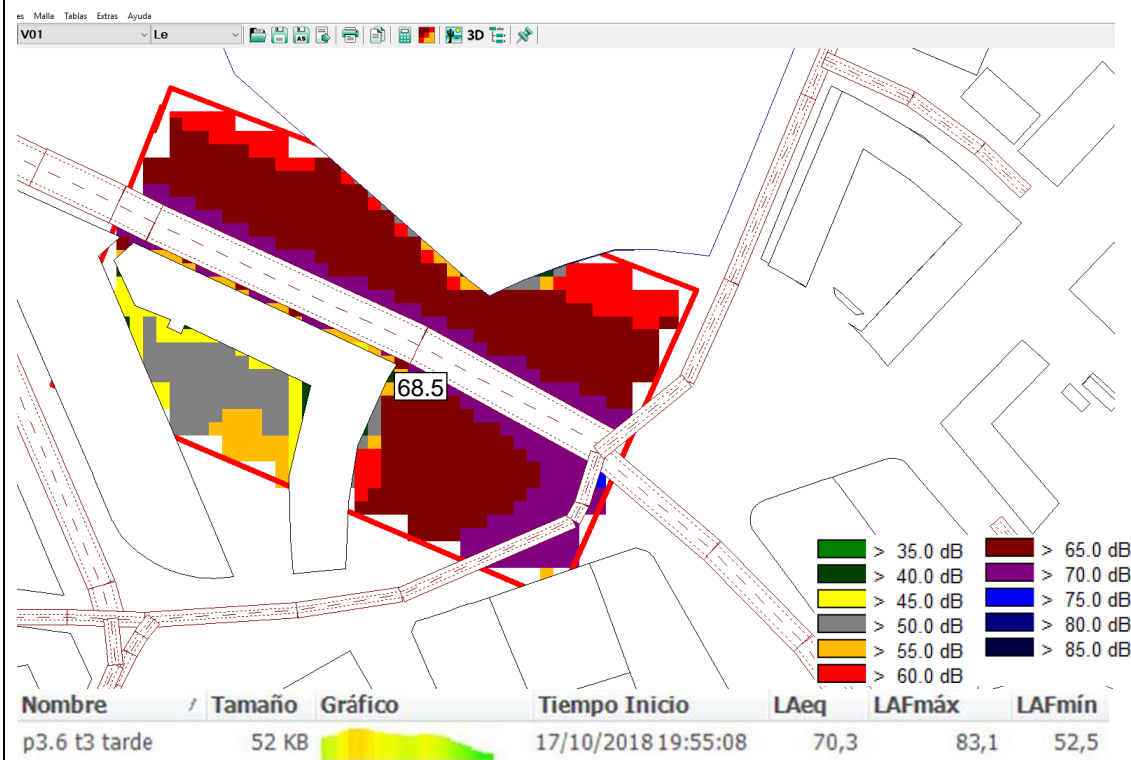 es Malla Tablas Extras Ayuda
V01 Le AS 3D
68.5
> 35.0 dB > 65.0 dB
> 40.0 dB > 70.0 dB
> 45.0 dB > 75.0 dB
> 50.0 dB > 80.0 dB
> 55.0 dB > 85.0 dB
> 60.0 dB
Nombre / Tamaño Gráfico Tiempo Inicio LAeq LAFmáx LAFmín
p3.6 t3 tarde 52 KB 17/10/2018 19:55:08 70,3 83,1 52,5